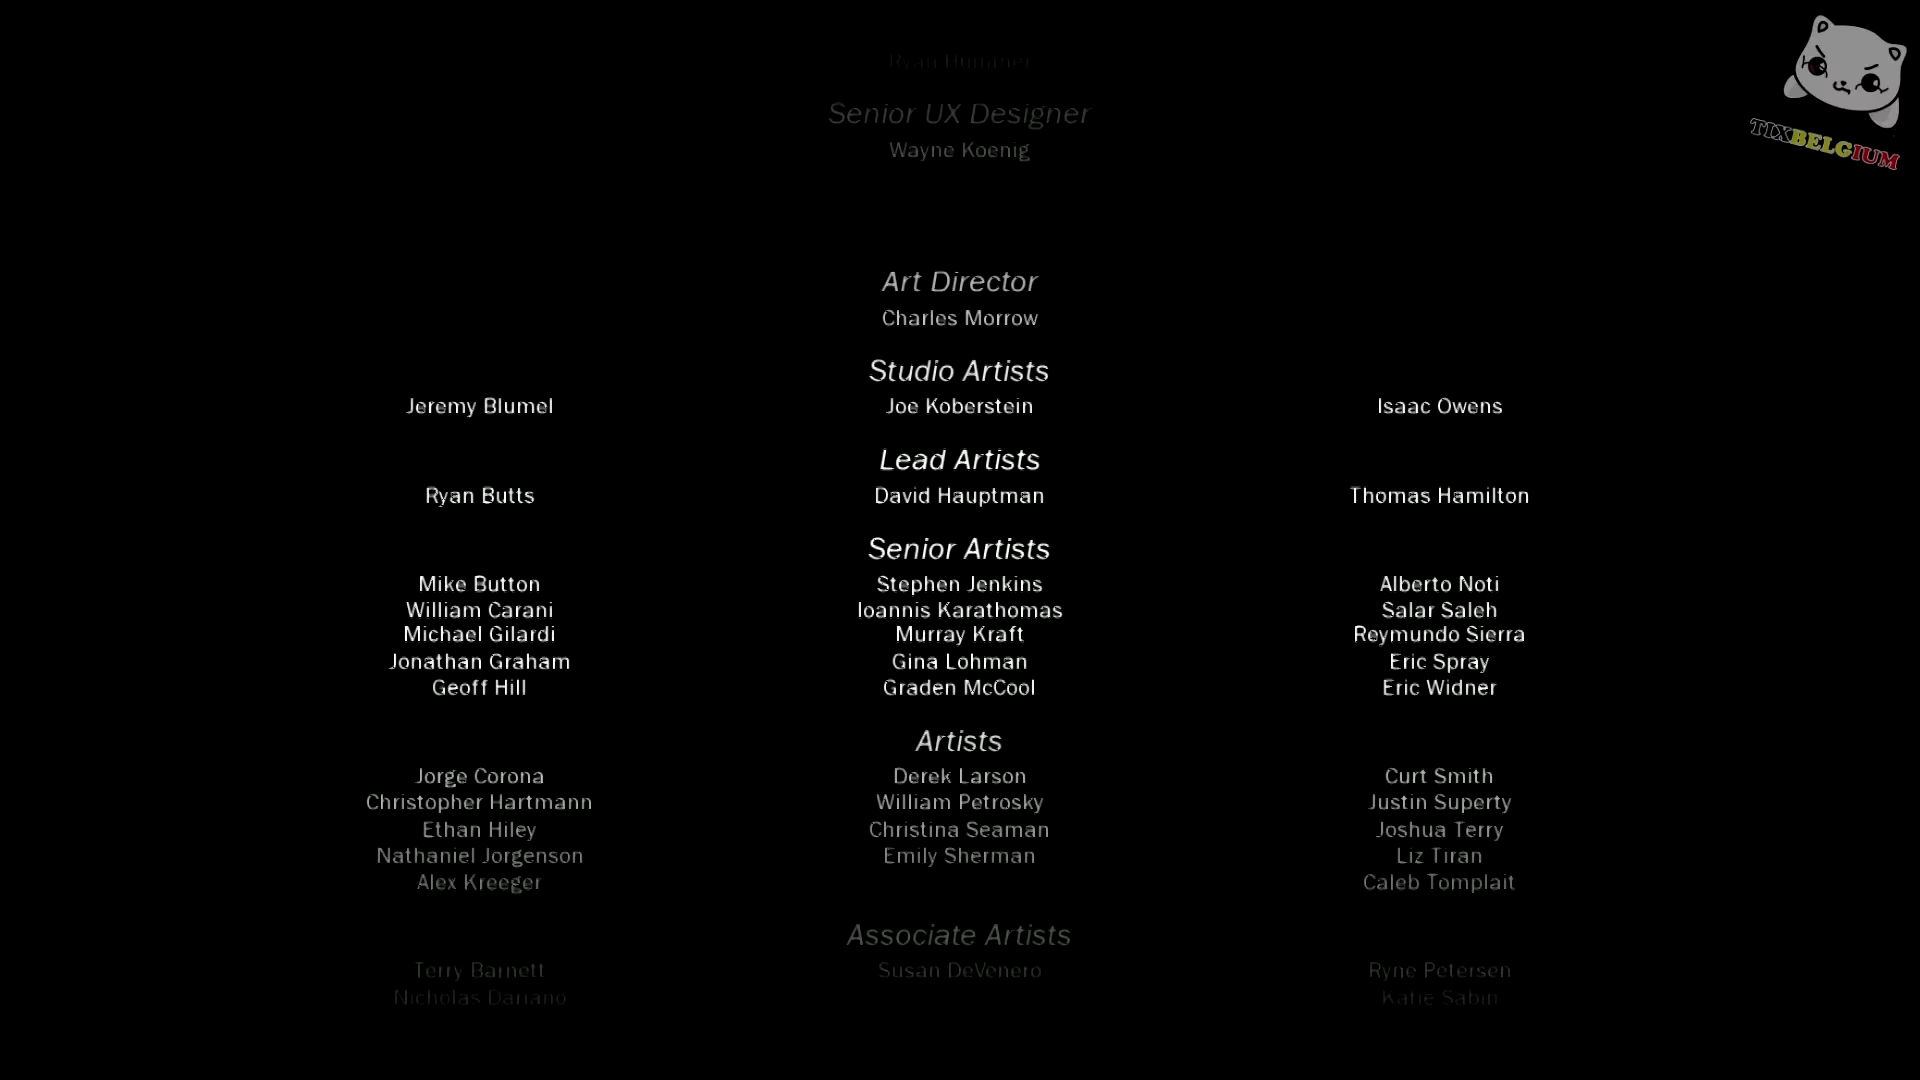 Senior UX Designer
Wayne Koenig
Art Director
Charles Morrow
Studio Artists
Jeremy Blumel Joe Koberstein Isaac Owens
Lead Artists
Ryan Butts David Hauptman Thomas Hamilton
Senior Artists
Mike Button Stephen Jenkins Alberto Noti
William Carani Ioannis Karathomas Salar Saleh
Michael Gilardi Murray Kraft Reymundo Sierra
Jonathan Graham Gina Lohman Eric Spray
Geoff Hill Graden McCool Eric Widner
Artists
Jorge Corona Derek Larson Curt Smith
Christopher Hartmann William Petrosky Justin Superty
Ethan Hiley Christina Seaman Joshua Terry
Nathaniel Jorgenson Emily Sherman Liz Tiran
Alex Kreeger Caleb Tomplait
Associate Artists
Terry Barnett Susan DeVenero Ryne Petersen
Nicholas Dariano Katie Sabin
TIXBELGIUM